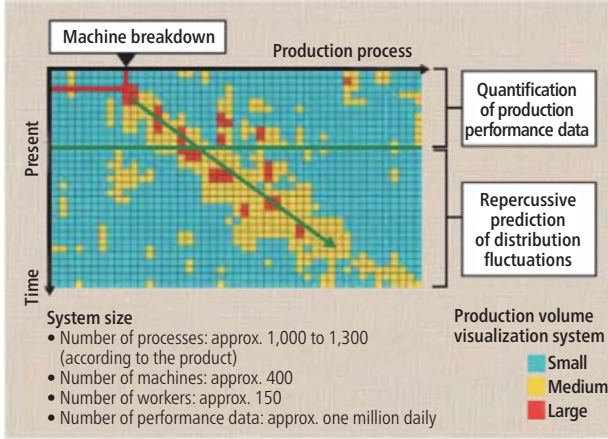 Machine breakdown
Production process
Present
Time
Quantification
of production
performance data
Repercussive
prediction
of distribution
fluctuations
System size
• Number of processes: approx. 1,000 to 1,300
(according to the product)
• Number of machines: approx. 400
• Number of workers: approx. 150
• Number of performance data: approx. one million daily
Production volume
visualization system
Small
Medium
Large